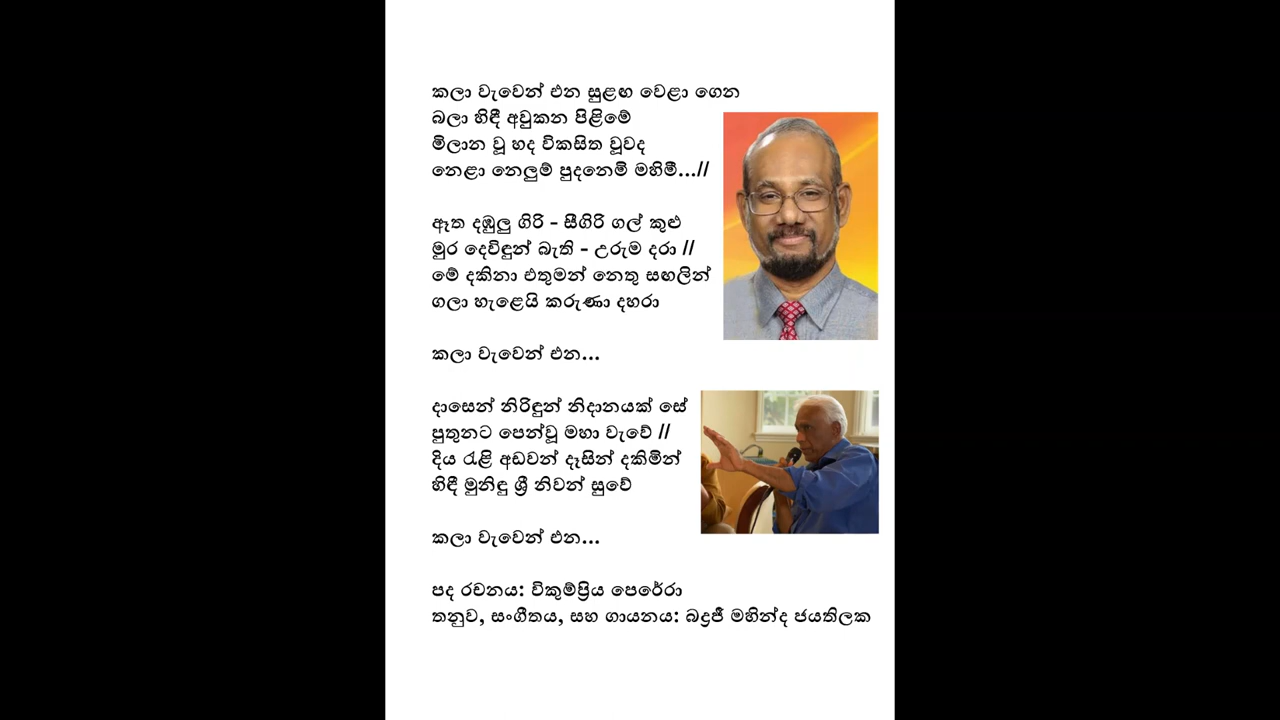 කලා වැවෙන් එන සුළඟ වෙළා ගෙන
බලා හිඳී අවුකන පිළිමේ
මිලාන වූ හද විකසිත වූවද
නෙළා නෙලුම් පුදනෙමි මහිමී...//
ඈත දඹුලු ගිරි - සීගිරි ගල් කුළු
මුර දෙවිඳුන් බැති - උරුම දරා //
මේ දකිනා එතුමන් නෙතු සඟලින්
ගලා හැළෙයි කරුණා දහරා
කලා වැවෙන් එන...
දාසෙන් නිරිඳුන් නිදානයක් සේ
පුතුනට පෙන්වූ මහා වැවේ //
දිය රැළි අඩවන් දෑසින් දකිමින්
හිඳී මුනිඳු ශ්‍රී නිවන් සුවේ
කලා වැවෙන් එන...
පද රචනය: විකුම්ප්‍රිය පෙරේරා
තනුව, සංගීතය, සහ ගායනය: බද්‍රජී මහින්ද ජයතිලක